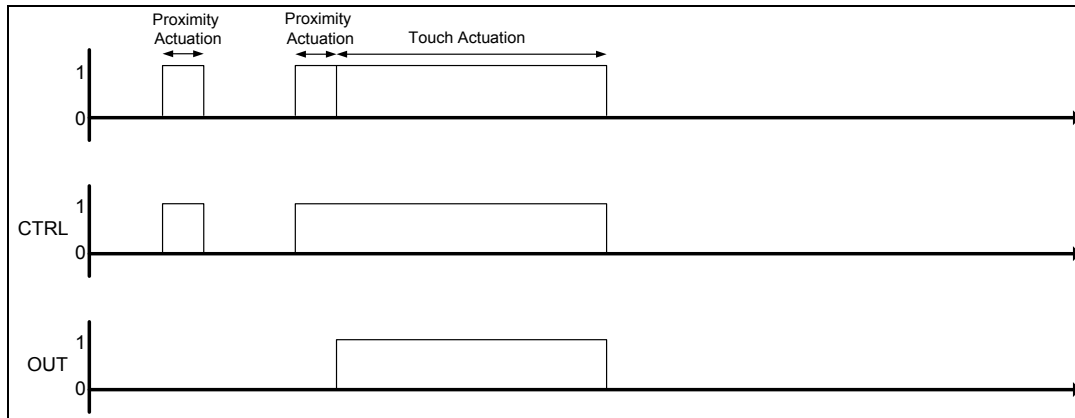 Proximity
Actuation
Proximity
Actuation
Touch Actuation
1
0
CTRL
1
0
OUT
1
0